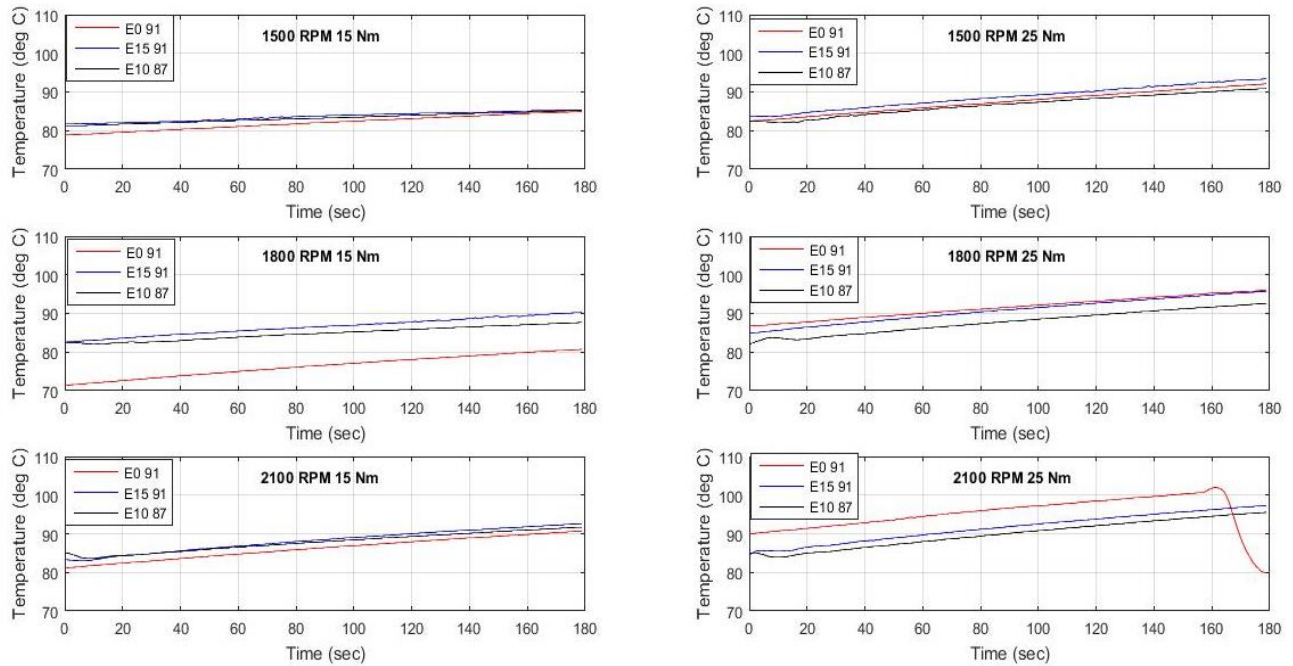 1500 RPM 15 Nm
E0 91
E15 91
E10 87
Temperature (deg C)
110
100
90
80
70
0 20 40 60 80 100 120 140 160 180
Time (sec)
1500 RPM 25 Nm
E0 91
E15 91
E10 87
Temperature (deg C)
110
100
90
80
70
0 20 40 60 80 100 120 140 160 180
Time (sec)
1800 RPM 15 Nm
E0 91
E15 91
E10 87
Temperature (deg C)
110
100
90
80
70
0 20 40 60 80 100 120 140 160 180
Time (sec)
1800 RPM 25 Nm
E0 91
E15 91
E10 87
Temperature (deg C)
110
100
90
80
70
0 20 40 60 80 100 120 140 160 180
Time (sec)
2100 RPM 15 Nm
E0 91
E15 91
E10 87
Temperature (deg C)
110
100
90
80
70
0 20 40 60 80 100 120 140 160 180
Time (sec)
2100 RPM 25 Nm
E0 91
E15 91
E10 87
Temperature (deg C)
110
100
90
80
70
0 20 40 60 80 100 120 140 160 180
Time (sec)